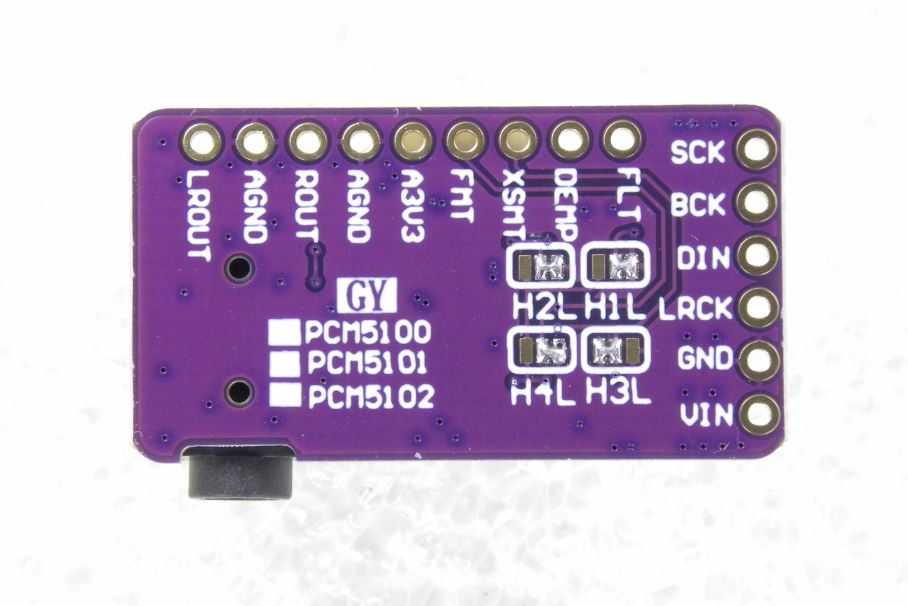 LROUT
AGND
ROUT
AGND
A3V3
FMT
XSMT
DEMP
FLT
SCK
BCK
DIN
LRCK
GND
VIN
H2L H1L
H4L H3L
GY
PCM5100
PCM5101
PCM5102